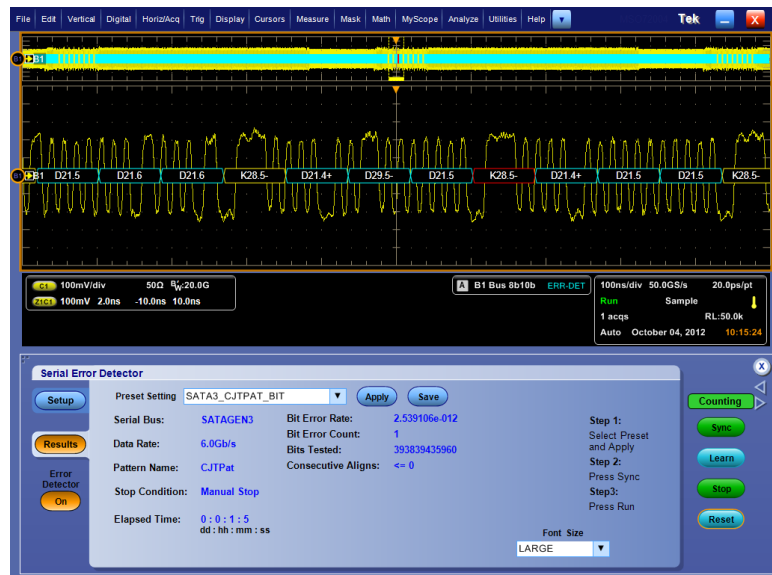 File Edit Vertical Digital Horiz/Acq Trig Display Cursors Measure Mask Math MyScope Analyze Utilities Help Tek X
B1 B1
B1 B1 D21.5 D21.6 D21.6 K28.5- D21.4+ D29.5- D21.5 K28.5- D21.4+ D21.5 D21.5 K28.5-
C1 100mV/div 50Ω BW:20.0G
Z1C1 100mV 2.0ns -10.0ns 10.0ns
A B1 Bus 8b10b ERR-DET
100ns/div 50.0GS/s 20.0ps/pt
Run Sample
1 acqs RL:50.0k
Auto October 04, 2012 10:15:24
Serial Error Detector X
Setup
Results
Error
Detector
On
Preset Setting SATA3_CJTPAT_BIT Apply Save
Serial Bus: SATAGEN3
Data Rate: 6.0Gb/s
Pattern Name: CJTPat
Stop Condition: Manual Stop
Elapsed Time: 0 : 0 : 1 : 5
dd : hh : mm : ss
Bit Error Rate: 2.539106e-012
Bit Error Count: 1
Bits Tested: 393839435960
Consecutive Aligns: <= 0
Step 1:
Select Preset
and Apply
Step 2:
Press Sync
Step3:
Press Run
Font Size
LARGE
Counting
Sync
Learn
Stop
Reset